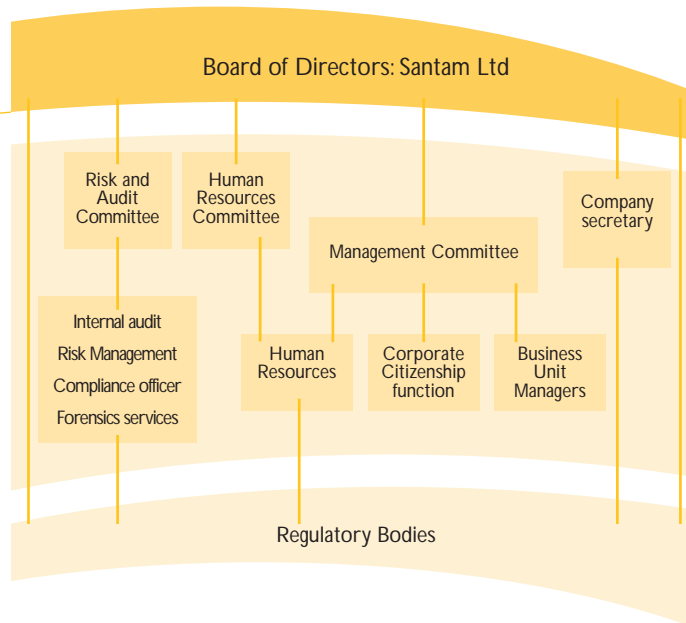 Board of Directors: Santam Ltd
Risk and
Audit
Committee
Human
Resources
Committee
Company
secretary
Management Committee
Internal audit
Risk Management
Compliance officer
Forensics services
Human
Resources
Corporate
Citizenship
function
Business
Unit
Managers
Regulatory Bodies